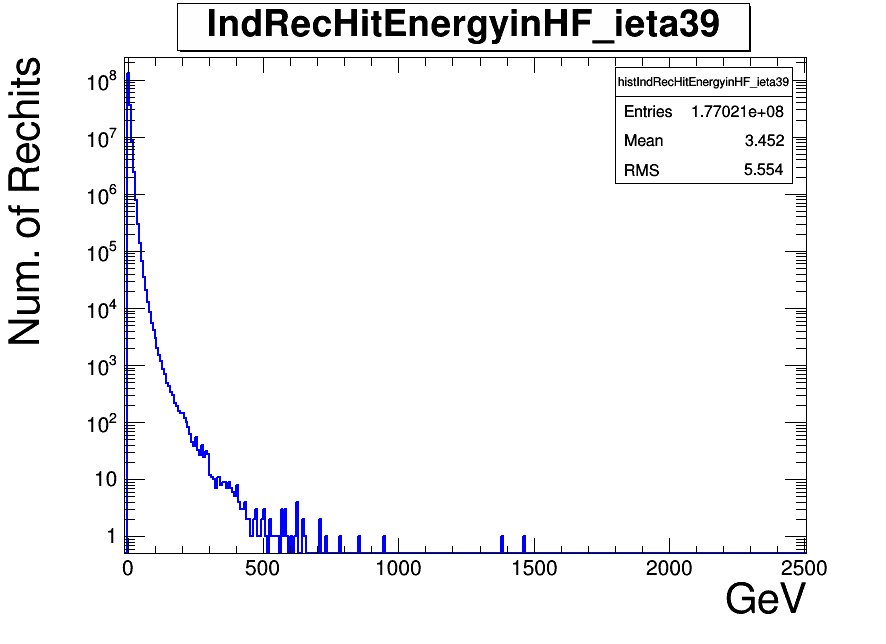 IndRecHitEnergyinHF_ieta39
histIndRecHitEnergyinHF_ieta39
Entries 1.77021e+08
Mean 3.452
RMS 5.554
Num. of Rechits
10^8
10^7
10^6
10^5
10^4
10^3
10^2
10
1
0 500 1000 1500 2000 2500
GeV